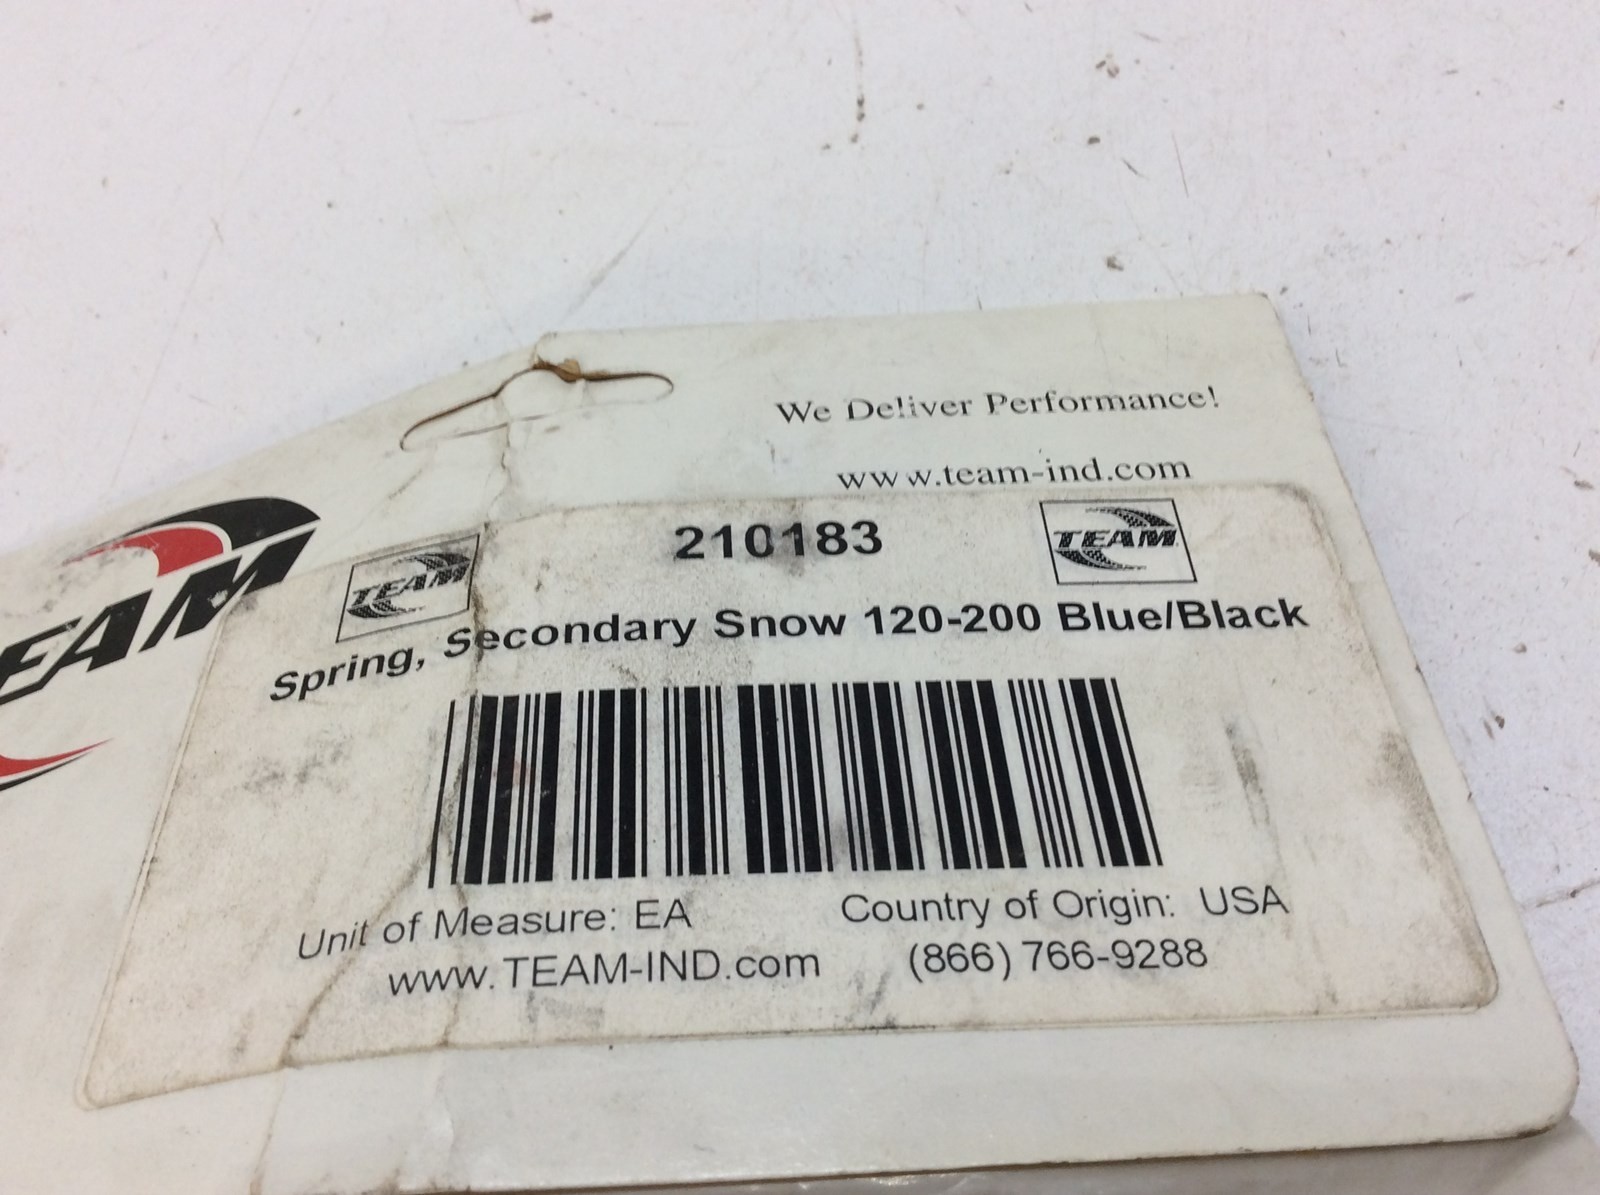 We Deliver Performance!
www.team-ind.com
TEAM
210183
TEAM
TEAM
Spring, Secondary Snow 120-200 Blue/Black
Unit of Measure: EA
Country of Origin: USA
www.TEAM-IND.com
(866) 766-9288